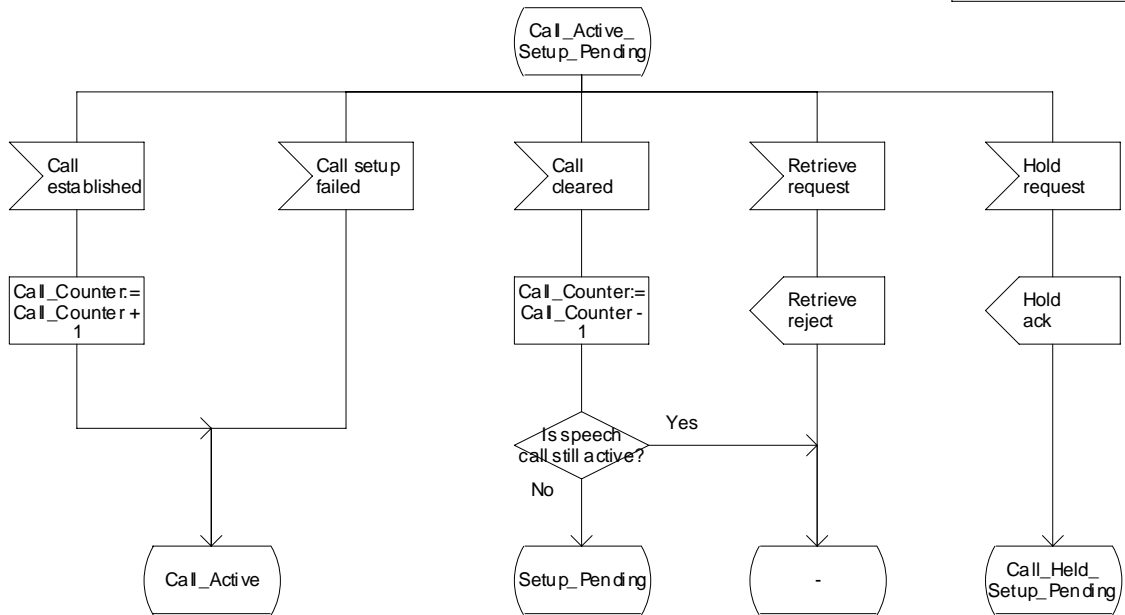 Call_Active_
Setup_Pending
Call
established
Call setup
failed
Call
cleared
Retrieve
request
Hold
request
Call_Counter:=
Call_Counter +
1
Call_Counter:=
Call_Counter -
1
Retrieve
reject
Hold
ack
Is speech
call still active?
Yes
No
Call_Active
Setup_Pending
-
Call_Held_
Setup_Pending